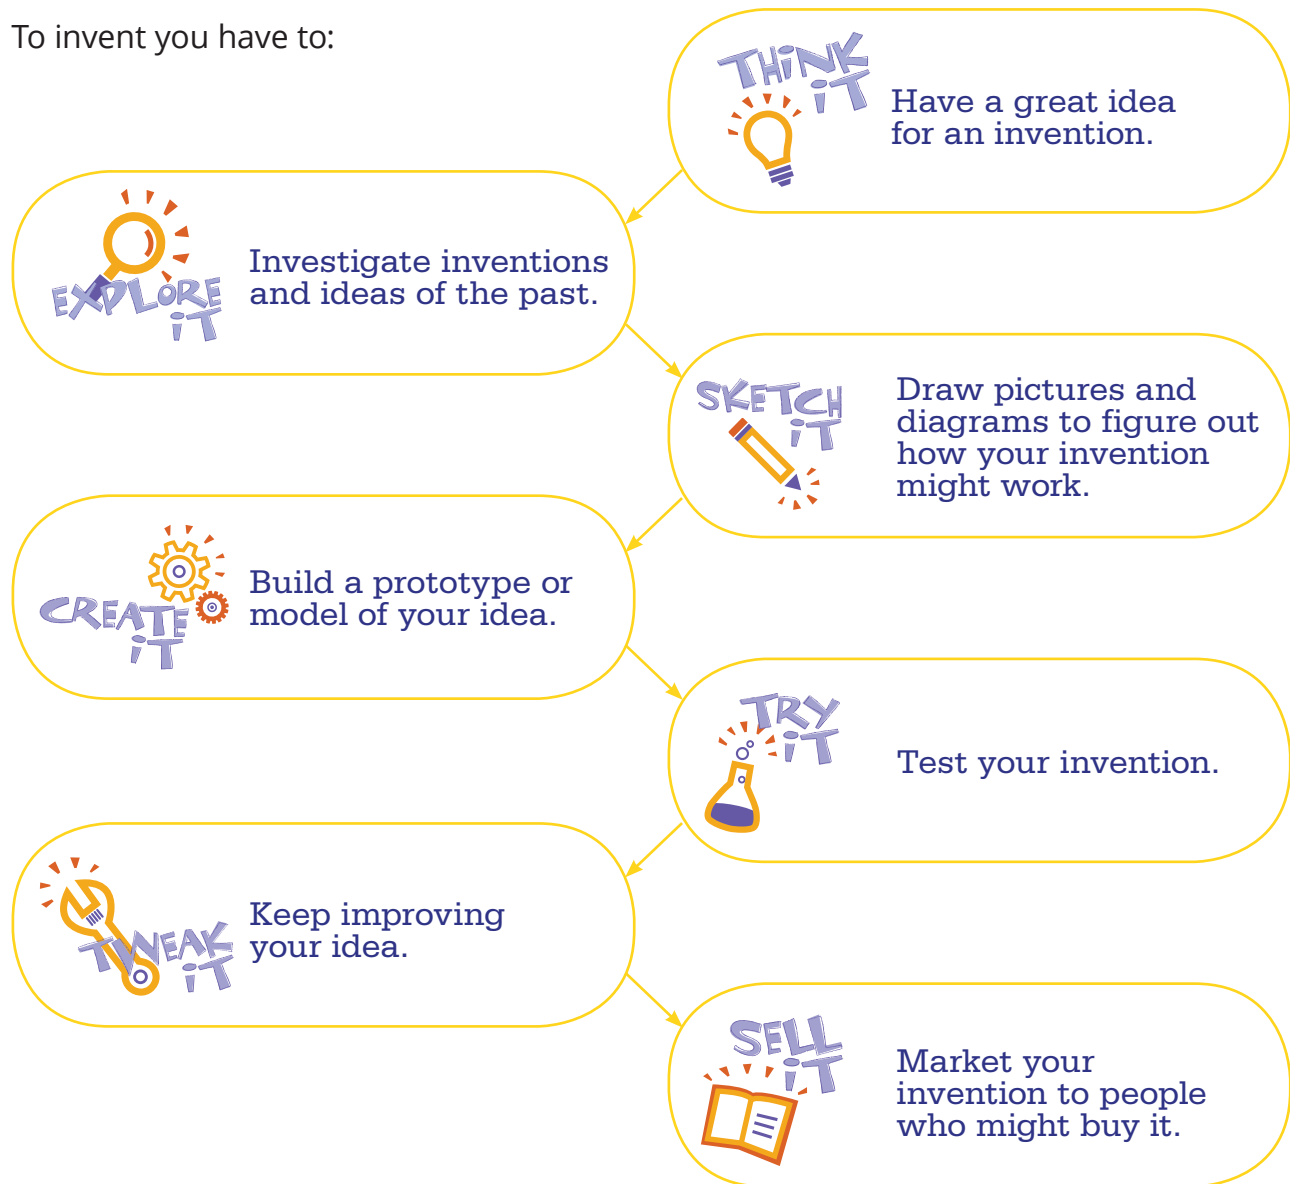 To invent you have to:
THiNK
iT
Have a great idea
for an invention.
EXPLORE
iT
Investigate inventions
and ideas of the past.
SKETCH
iT
Draw pictures and
diagrams to figure out
how your invention
might work.
CREATE
iT
Build a prototype or
model of your idea.
TRY
iT
Test your invention.
TWEAK
iT
Keep improving
your idea.
SELL
iT
Market your
invention to people
who might buy it.